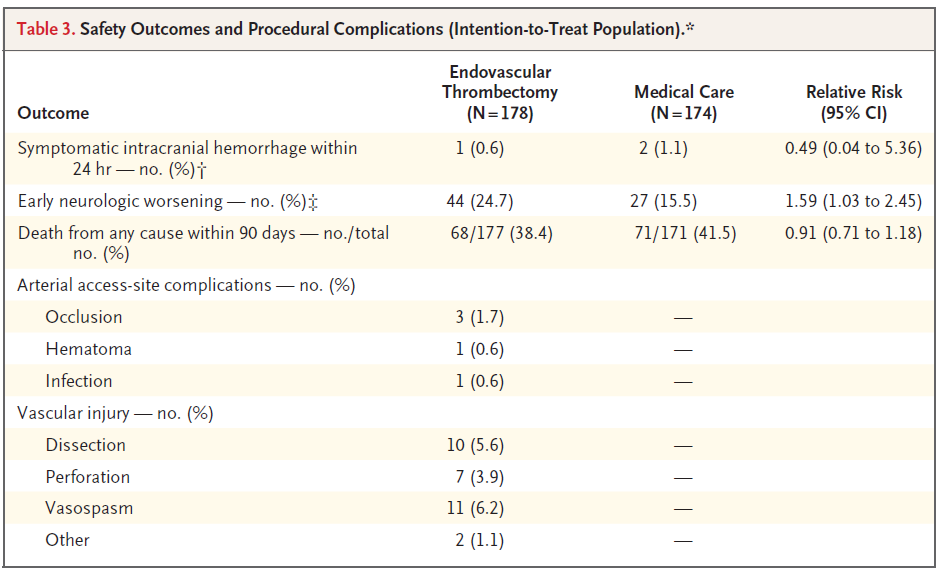 Table 3. Safety Outcomes and Procedural Complications (Intention-to-Treat Population).*
Outcome Endovascular Thrombectomy (N=178) Medical Care (N=174) Relative Risk (95% CI)
Symptomatic intracranial hemorrhage within 24 hr — no. (%)† 1 (0.6) 2 (1.1) 0.49 (0.04 to 5.36)
Early neurologic worsening — no. (%)‡ 44 (24.7) 27 (15.5) 1.59 (1.03 to 2.45)
Death from any cause within 90 days — no./total no. (%) 68/177 (38.4) 71/171 (41.5) 0.91 (0.71 to 1.18)
Arterial access-site complications — no. (%)
Occlusion 3 (1.7) —
Hematoma 1 (0.6) —
Infection 1 (0.6) —
Vascular injury — no. (%)
Dissection 10 (5.6) —
Perforation 7 (3.9) —
Vasospasm 11 (6.2) —
Other 2 (1.1) —